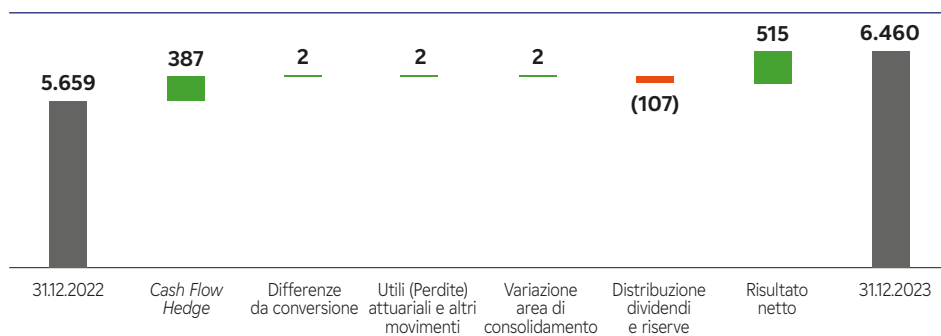 5.659
387
2
2
2
(107)
515
6.460
31.12.2022
Cash Flow
Hedge
Differenze
da conversione
Utili (Perdite)
attuariali e altri
movimenti
Variazione
area di
consolidamento
Distribuzione
dividendi
e riserve
Risultato
netto
31.12.2023